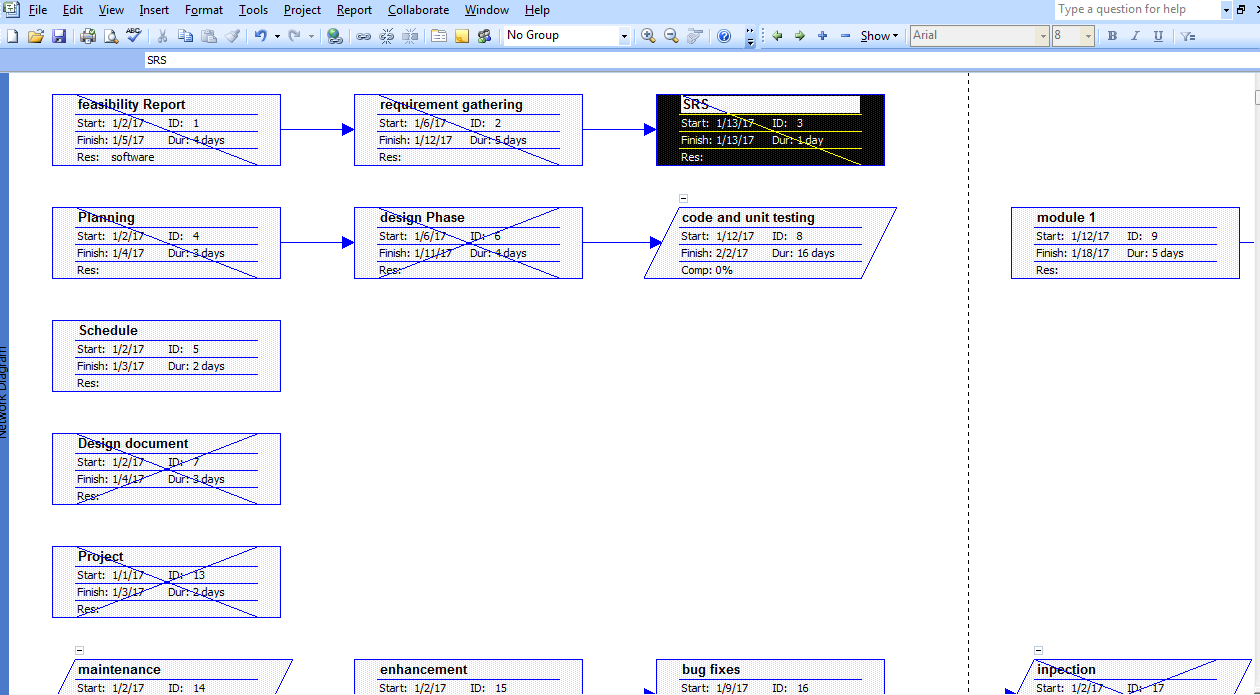 File Edit View Insert Format Tools Project Report Collaborate Window Help Type a question for help
No Group Show Arial 8 B I U
SRS
feasibility Report
Start: 1/2/17 ID: 1
Finish: 1/5/17 Dur: 4 days
Res: software
requirement gathering
Start: 1/6/17 ID: 2
Finish: 1/12/17 Dur: 5 days
Res:
SRS
Start: 1/13/17 ID: 3
Finish: 1/13/17 Dur: 1 day
Res:
Planning
Start: 1/2/17 ID: 4
Finish: 1/4/17 Dur: 3 days
Res:
design Phase
Start: 1/6/17 ID: 6
Finish: 1/11/17 Dur: 4 days
Res:
code and unit testing
Start: 1/12/17 ID: 8
Finish: 2/2/17 Dur: 16 days
Comp: 0%
module 1
Start: 1/12/17 ID: 9
Finish: 1/18/17 Dur: 5 days
Res:
Schedule
Start: 1/2/17 ID: 5
Finish: 1/3/17 Dur: 2 days
Res:
Network Diagram
Design document
Start: 1/2/17 ID: 7
Finish: 1/4/17 Dur: 3 days
Res:
Project
Start: 1/1/17 ID: 13
Finish: 1/3/17 Dur: 2 days
Res:
maintenance
Start: 1/2/17 ID: 14
enhancement
Start: 1/2/17 ID: 15
bug fixes
Start: 1/9/17 ID: 16
inpection
Start: 1/2/17 ID: 17